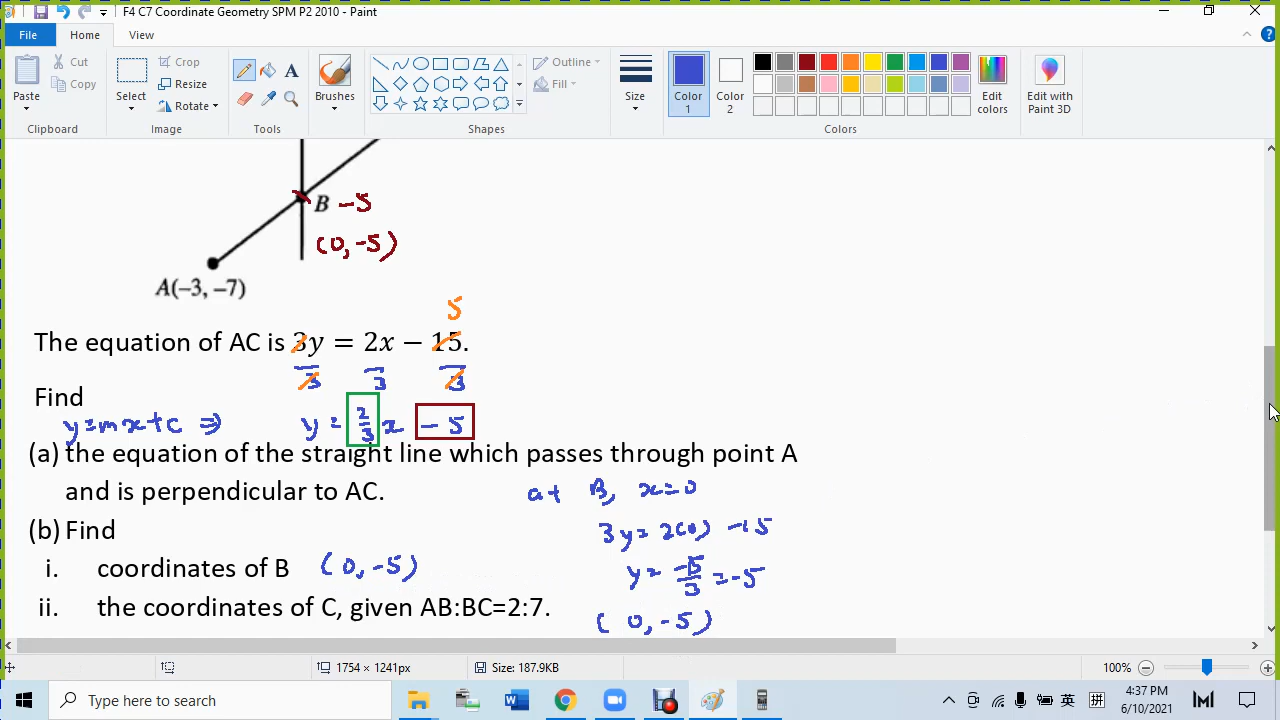 F4 C7 Coordinate Geometry SPM P2 2010 - Paint
File Home View
Paste Cut Copy Clipboard
Select Crop Resize Rotate Image
Tools
Brushes
Outline Fill Shapes
Size
Color 1 Color 2 Edit colors Colors
Edit with Paint 3D
B -5
(0, -5)
A(−3, −7)
5
The equation of AC is 3y = 2x − 15.
3 3 3
Find
y=mx+c ⇒ y = 2/3 x - 5
(a) the equation of the straight line which passes through point A
and is perpendicular to AC.
at B, x=0
(b) Find
3y = 2(0) -15
i. coordinates of B (0, -5)
y = -15/3 = -5
ii. the coordinates of C, given AB:BC=2:7.
(0, -5)
1754 × 1241px Size: 187.9KB 100%
Type here to search
英 拼 4:37 PM
6/10/2021